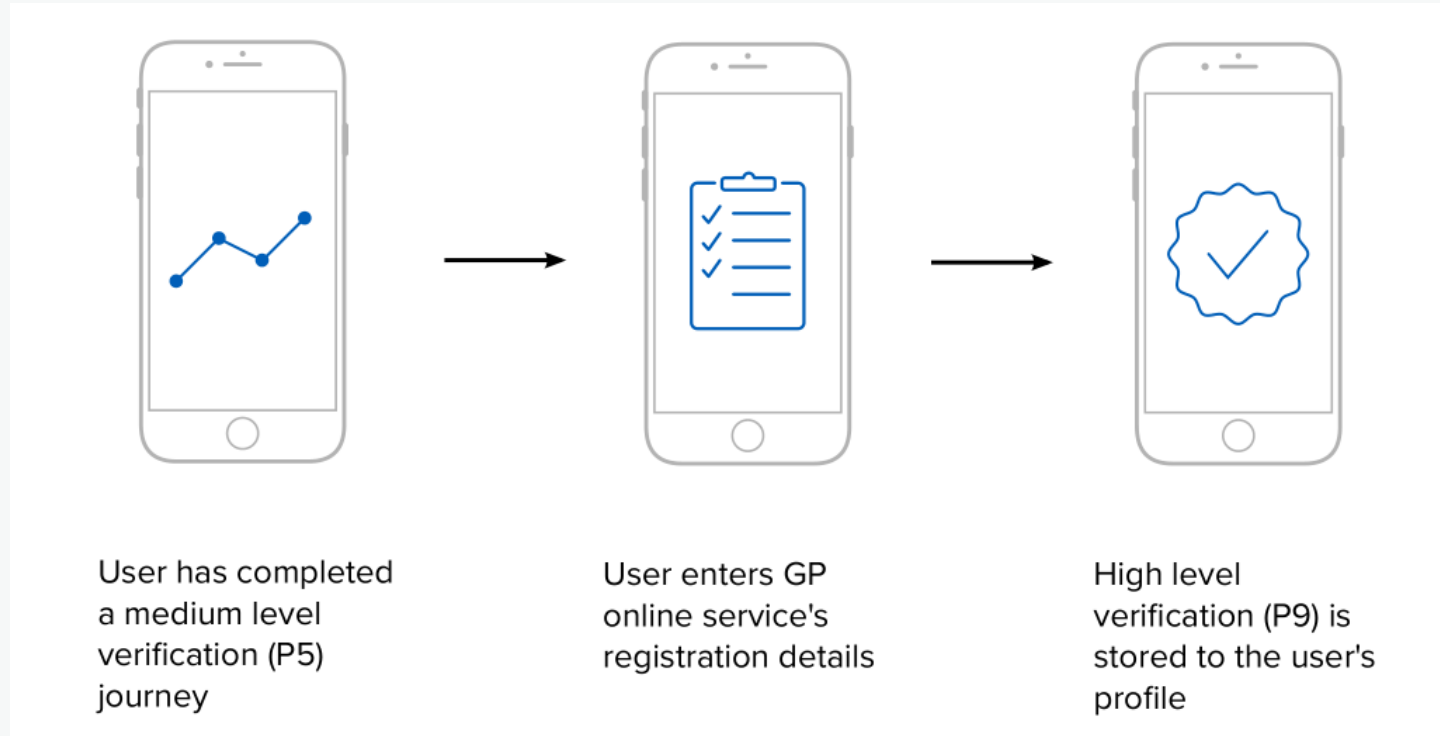 User has completed
a medium level
verification (P5)
journey
User enters GP
online service's
registration details
High level
verification (P9) is
stored to the user's
profile